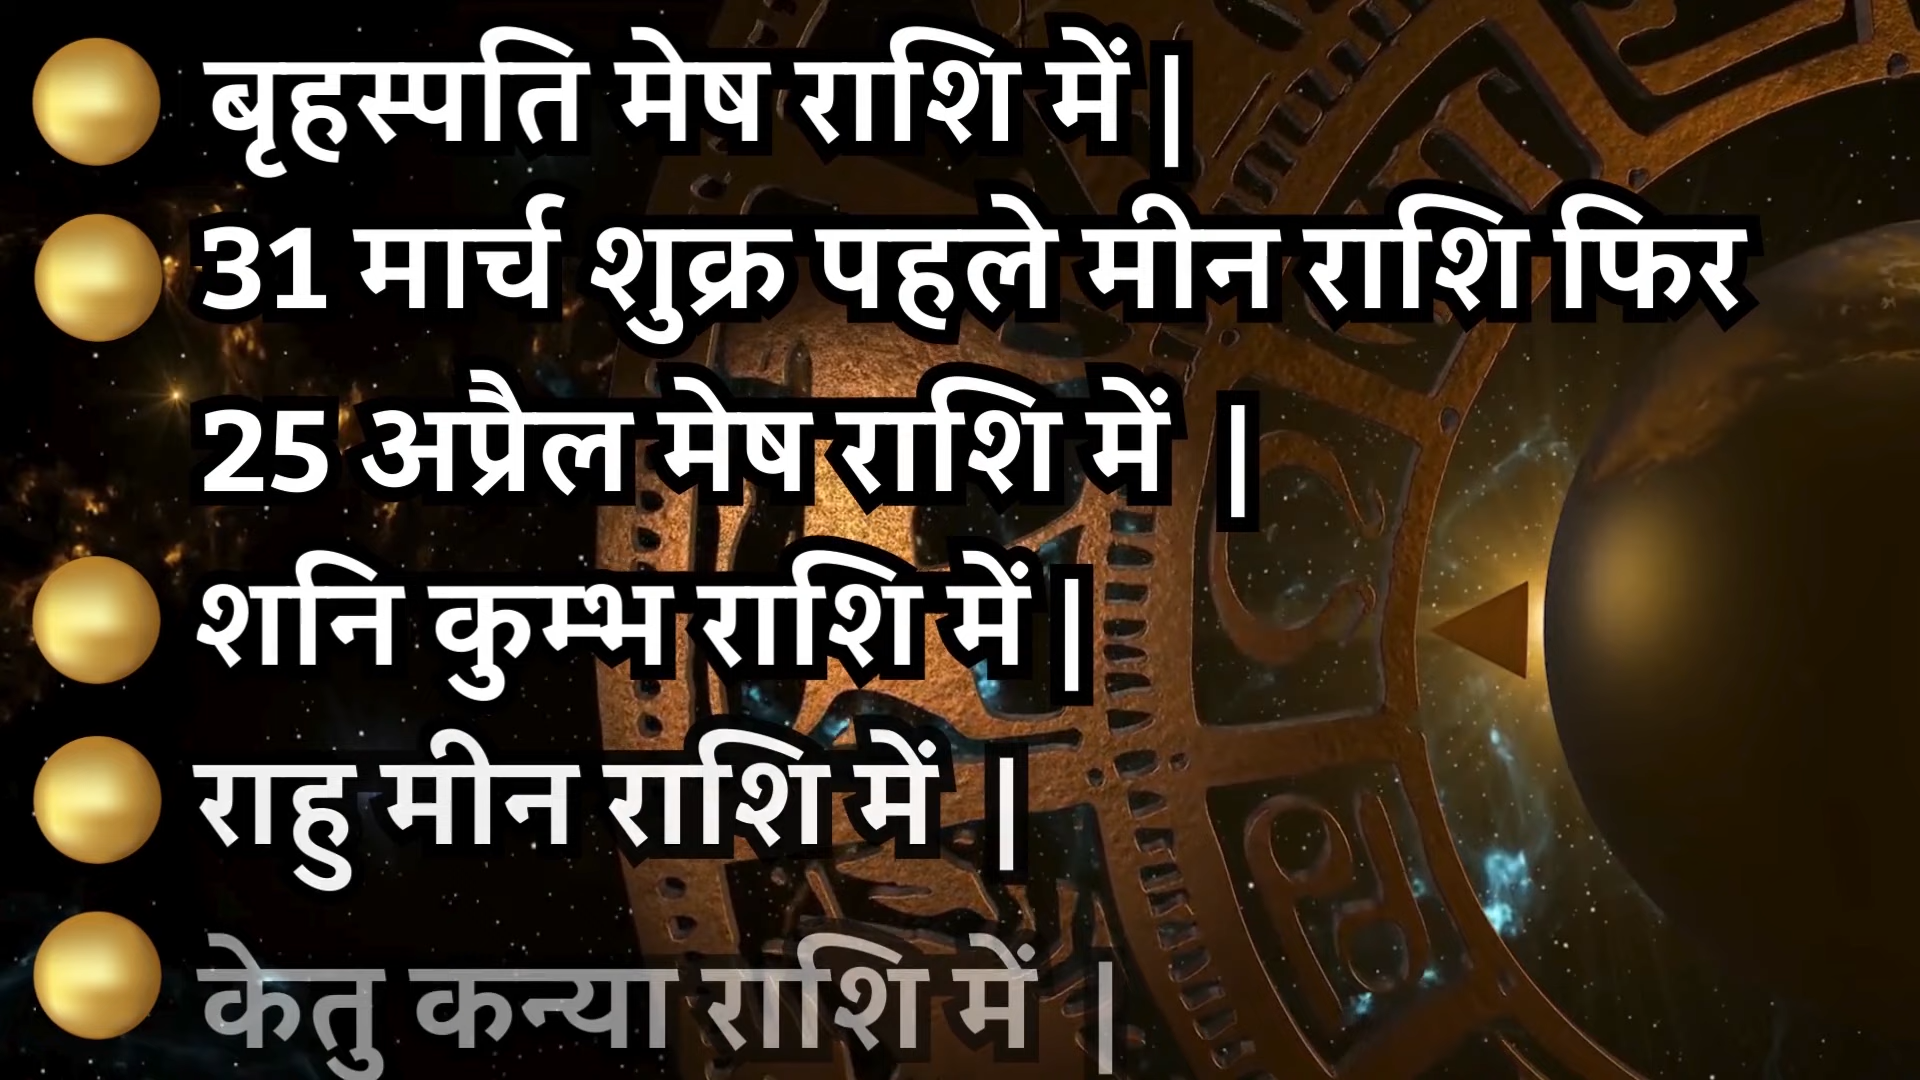 बृहस्पति मेष राशि में |
31 मार्च शुक्र पहले मीन राशि फिर
25 अप्रैल मेष राशि में |
शनि कुम्भ राशि में |
राहु मीन राशि में |
केतु कन्या राशि में |